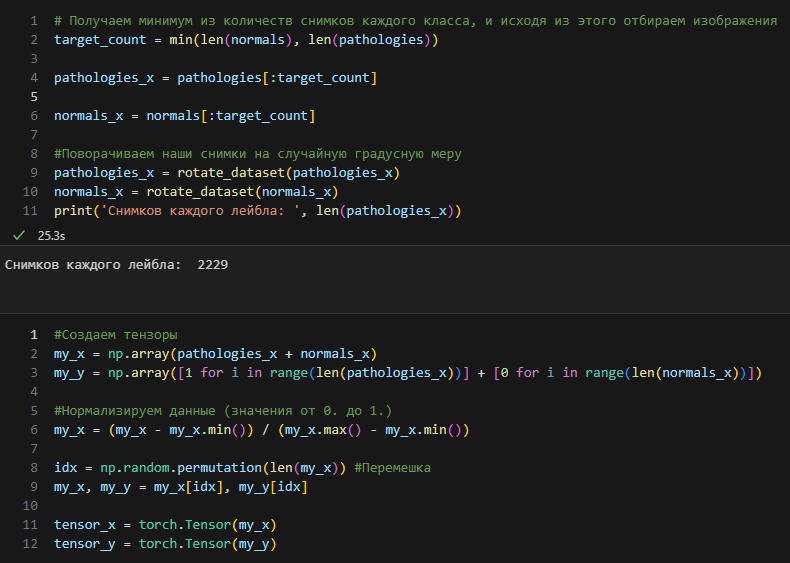 1 # Получаем минимум из количеств снимков каждого класса, и исходя из этого отбираем изображения
2 target_count = min(len(normals), len(pathologies))
3
4 pathologies_x = pathologies[:target_count]
5
6 normals_x = normals[:target_count]
7
8 #Поворачиваем наши снимки на случайную градусную меру
9 pathologies_x = rotate_dataset(pathologies_x)
10 normals_x = rotate_dataset(normals_x)
11 print('Снимков каждого лейбла: ', len(pathologies_x))
25.3s
Снимков каждого лейбла:  2229
1 #Создаем тензоры
2 my_x = np.array(pathologies_x + normals_x)
3 my_y = np.array([1 for i in range(len(pathologies_x))] + [0 for i in range(len(normals_x))])
4
5 #Нормализируем данные (значения от 0. до 1.)
6 my_x = (my_x - my_x.min()) / (my_x.max() - my_x.min())
7
8 idx = np.random.permutation(len(my_x)) #Перемешка
9 my_x, my_y = my_x[idx], my_y[idx]
10
11 tensor_x = torch.Tensor(my_x)
12 tensor_y = torch.Tensor(my_y)